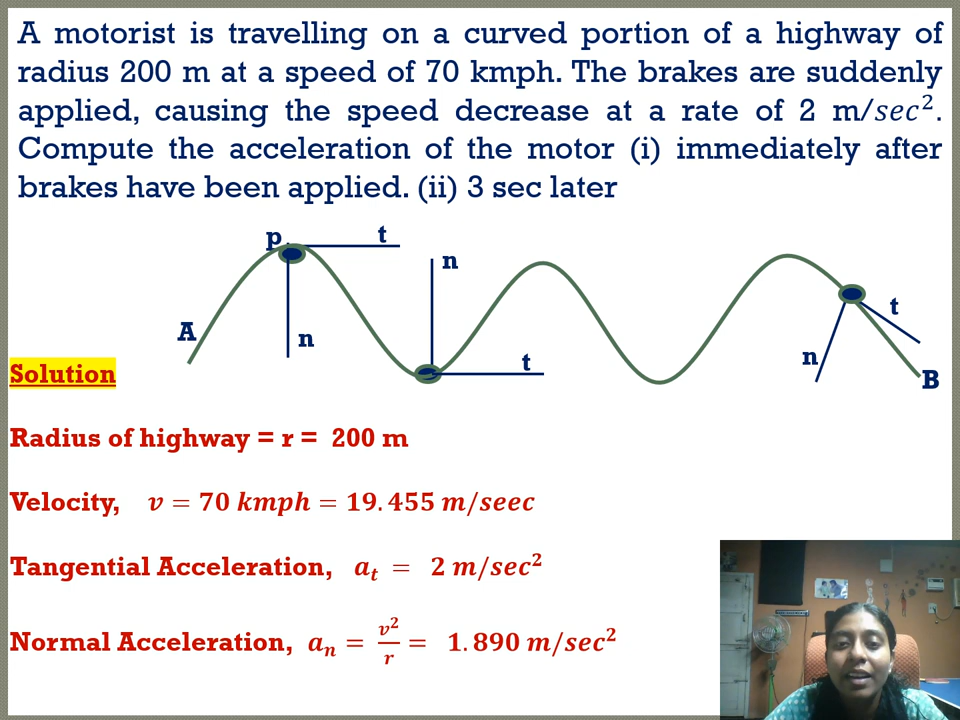 A motorist is travelling on a curved portion of a highway of
radius 200 m at a speed of 70 kmph. The brakes are suddenly
applied, causing the speed decrease at a rate of 2 m/sec².
Compute the acceleration of the motor (i) immediately after
brakes have been applied. (ii) 3 sec later
p t
n
A n
t
t
n
B
Solution
Radius of highway = r = 200 m
Velocity, v = 70 kmph = 19.455 m/seec
Tangential Acceleration, aₜ = 2 m/sec²
Normal Acceleration, aₙ = v²/r = 1.890 m/sec²